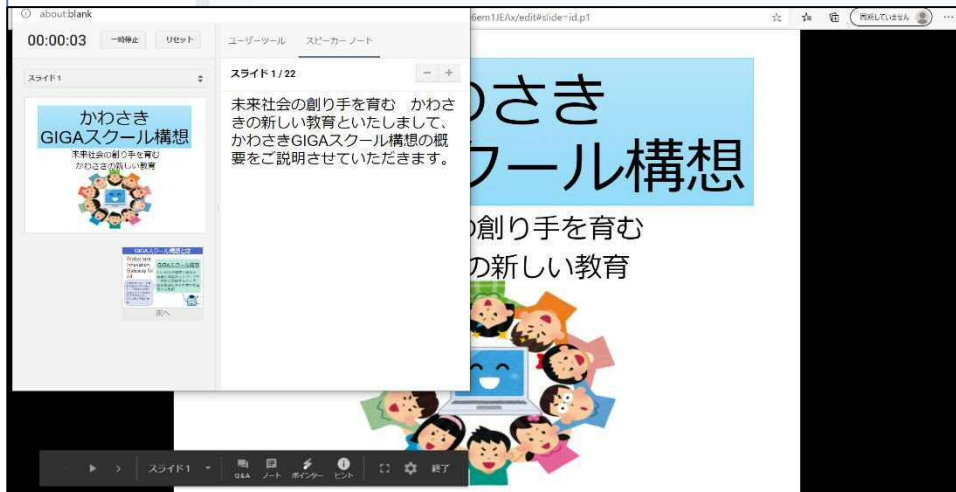 about:blank
00:00:03
一時停止
リセット
ユーザーツール
スピーカー ノート
スライド1
スライド 1 / 22
－ ＋
かわさき
GIGAスクール構想
未来社会の創り手を育む
かわさきの新しい教育
未来社会の創り手を育む　かわさ
きの新しい教育といたしまして、
かわさきGIGAスクール構想の概
要をご説明させていただきます。
GIGAスクール構想とは
次へ
6em1JEAx/edit#slide=id.p1
同期していません
さき
クール構想
創り手を育む
の新しい教育
スライド1
Q&A
ノート
ポインター
ヒント
終了